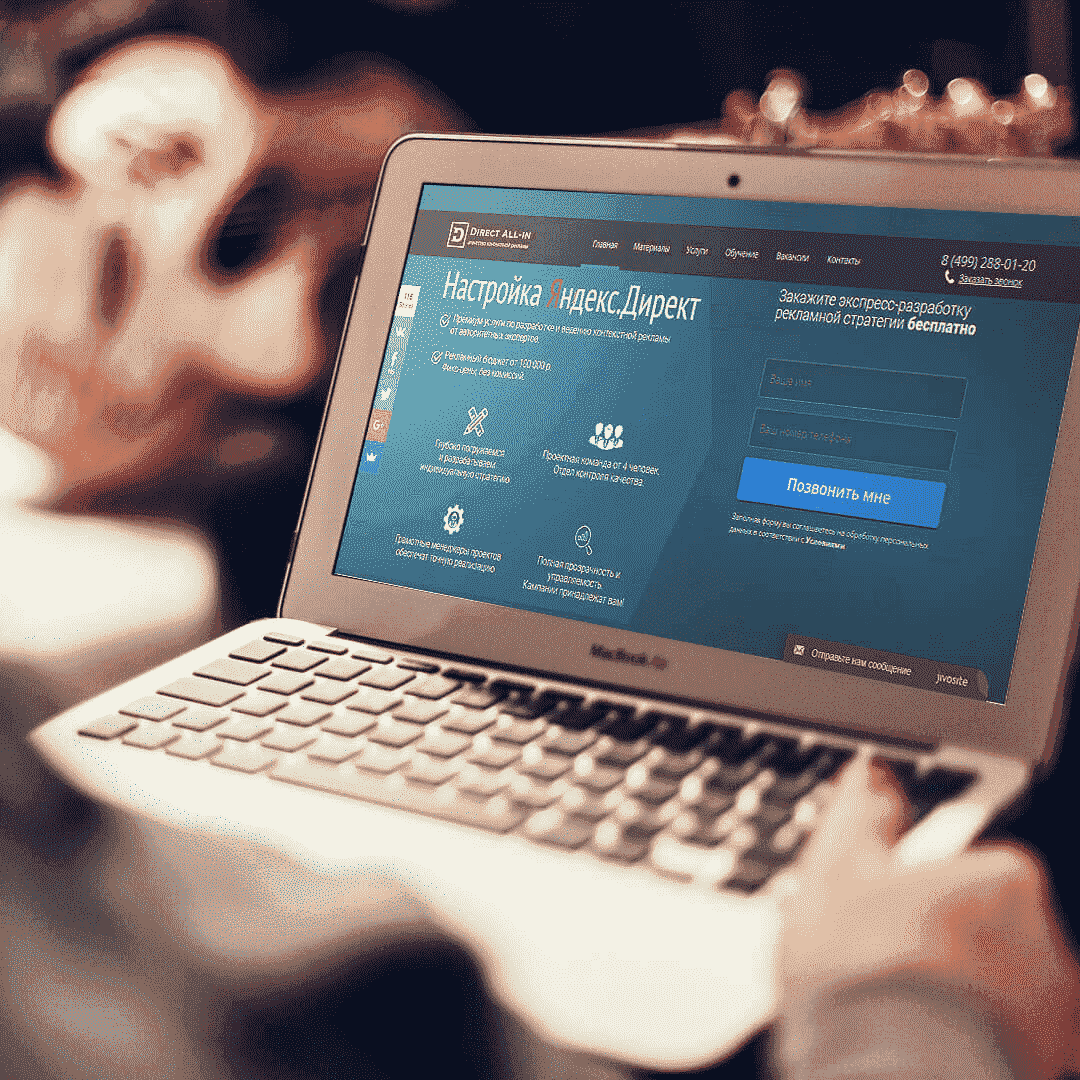 DIRECT ALL-IN
агентство контекстной рекламы
Главная
Материалы
Услуги
Обучение
Вакансии
Контакты
8 (499) 288-01-20
Заказать звонок
Настройка Яндекс.Директ
Премиум услуги по разработке и ведению контекстной рекламы
от авторитетных экспертов.
Рекламный бюджет от 100 000 р.
Фикс-цены, без комиссий.
Глубоко погружаемся
и разрабатываем
индивидуальную стратегию
Проектная команда от 4 человек.
Отдел контроля качества.
Грамотные менеджеры проектов
обеспечат точную реализацию
Полная прозрачность и
управляемость.
Кампании принадлежат вам!
Закажите экспресс-разработку
рекламной стратегии бесплатно
Ваше имя
Ваш номер телефона
Позвонить мне
Заполняя форму вы соглашаетесь на обработку персональных
данных в соответствии с Условиями
Отправьте нам сообщение
jivosite
MacBook Air